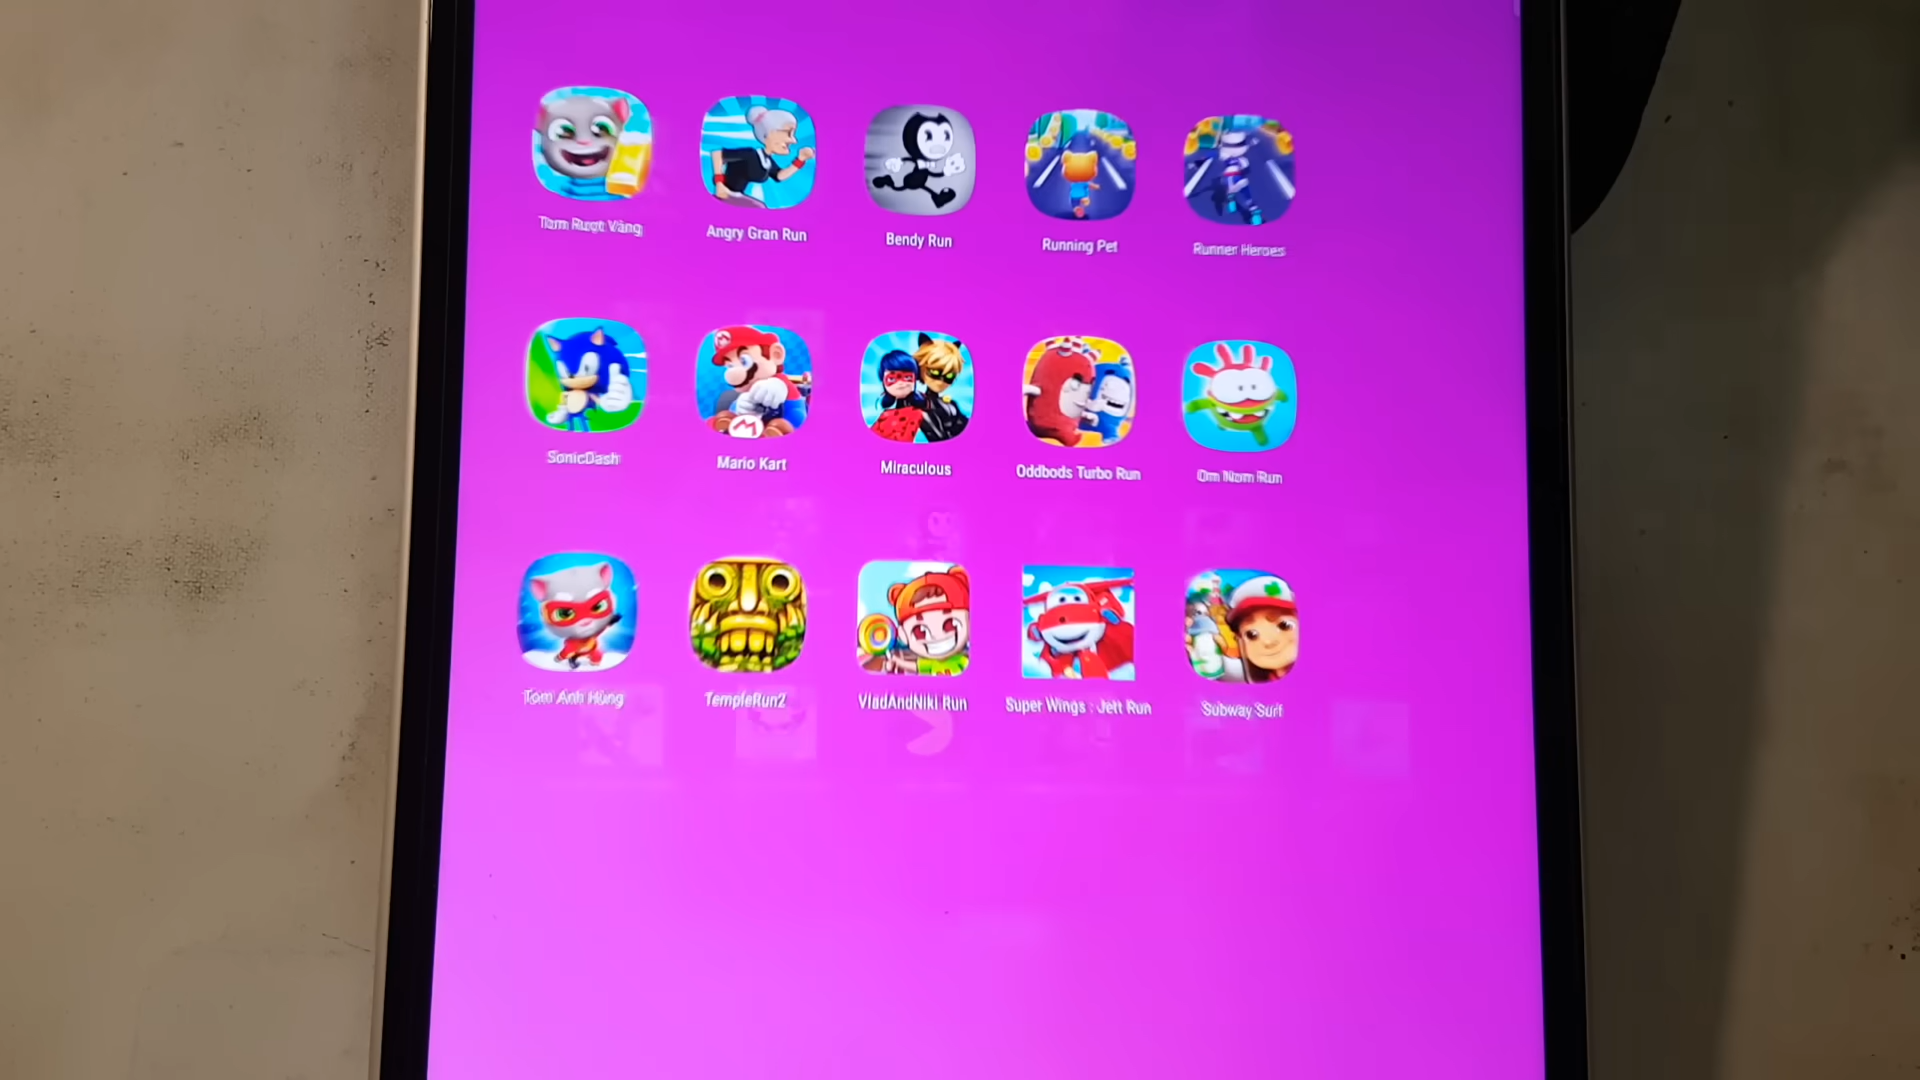 Tom Rượt Vàng
Angry Gran Run
Bendy Run
Running Pet
Runner Heroes
SonicDash
Mario Kart
Miraculous
Oddbods Turbo Run
Om Nom Run
Tom Anh Hùng
TempleRun2
VladAndNiki Run
Super Wings : Jett Run
Subway Surf